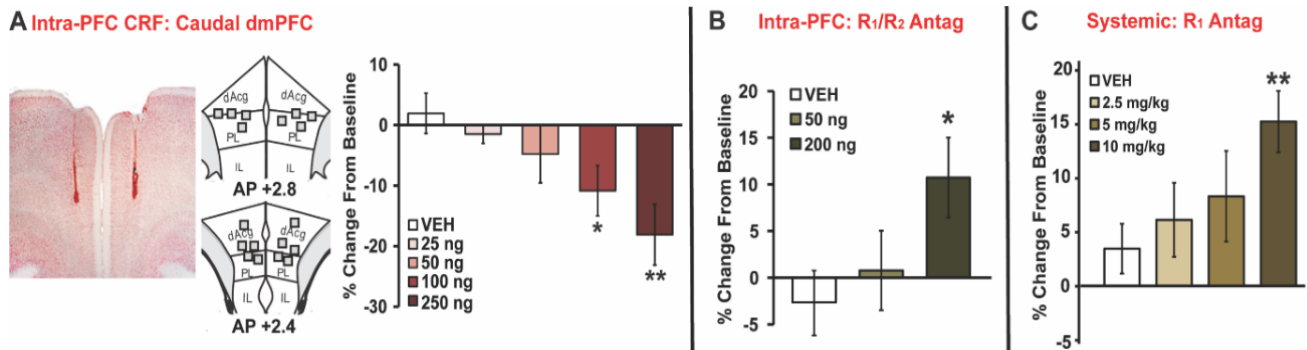 A Intra-PFC CRF: Caudal dmPFC
dAcg dAcg
PL PL
IL IL
AP +2.8
dAcg dAcg
PL PL
IL IL
AP +2.4
% Change From Baseline
10
0
-10
-20
-30
VEH
25 ng
50 ng
100 ng
250 ng
*
**
B Intra-PFC: R1/R2 Antag
% Change From Baseline
20
15
10
5
0
-5
VEH
50 ng
200 ng
*
C Systemic: R1 Antag
% Change From Baseline
20
15
10
5
0
-5
VEH
2.5 mg/kg
5 mg/kg
10 mg/kg
**